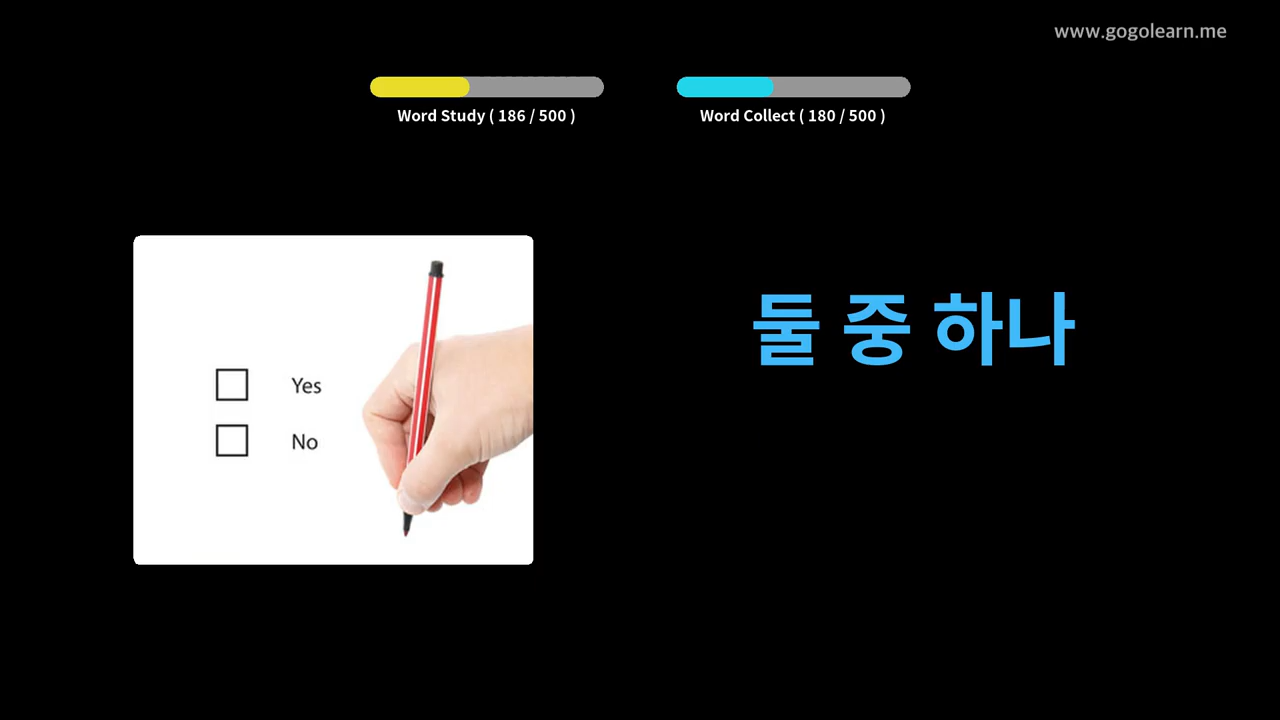 www.gogolearn.me
Word Study ( 186 / 500 )
Word Collect ( 180 / 500 )
둘 중 하나
Yes
No